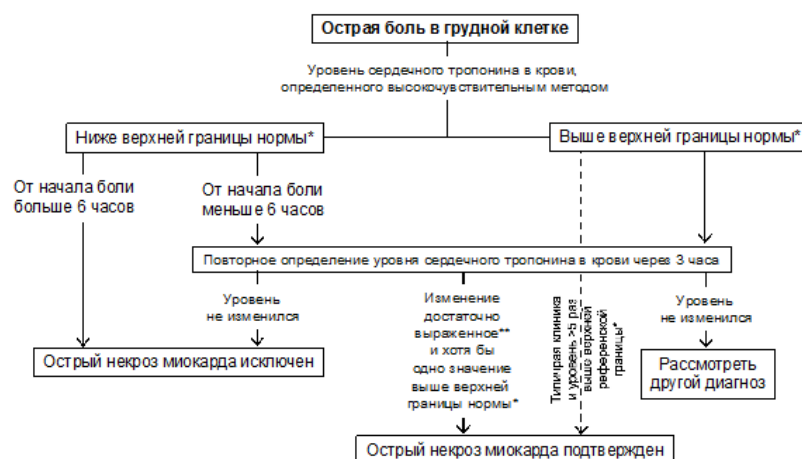 Острая боль в грудной клетке
Уровень сердечного тропонина в крови,
определенного высокочувствительным методом
Ниже верхней границы нормы*
Выше верхней границы нормы*
От начала боли
больше 6 часов
От начала боли
меньше 6 часов
Повторное определение уровня сердечного тропонина в крови через 3 часа
Уровень
не изменился
Изменение
достаточно
выраженное**
и хотя бы
одно значение
выше верхней
границы нормы*
Типичрая клиника
и уровень >5 раз
выше верхней
референской
границы*
Уровень
не изменился
Острый некроз миокарда исключен
Рассмотреть
другой диагноз
Острый некроз миокарда подтвержден